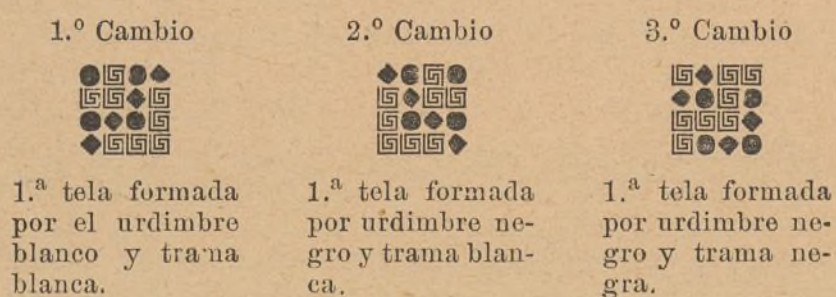 1.º Cambio
2.º Cambio
3.º Cambio
1.ª tela formada
por el urdimbre
blanco y trama
blanca.
1.ª tela formada
por urdimbre ne-
gro y trama blan-
ca.
1.ª tela formada
por urdimbre ne-
gro y trama ne-
gra.